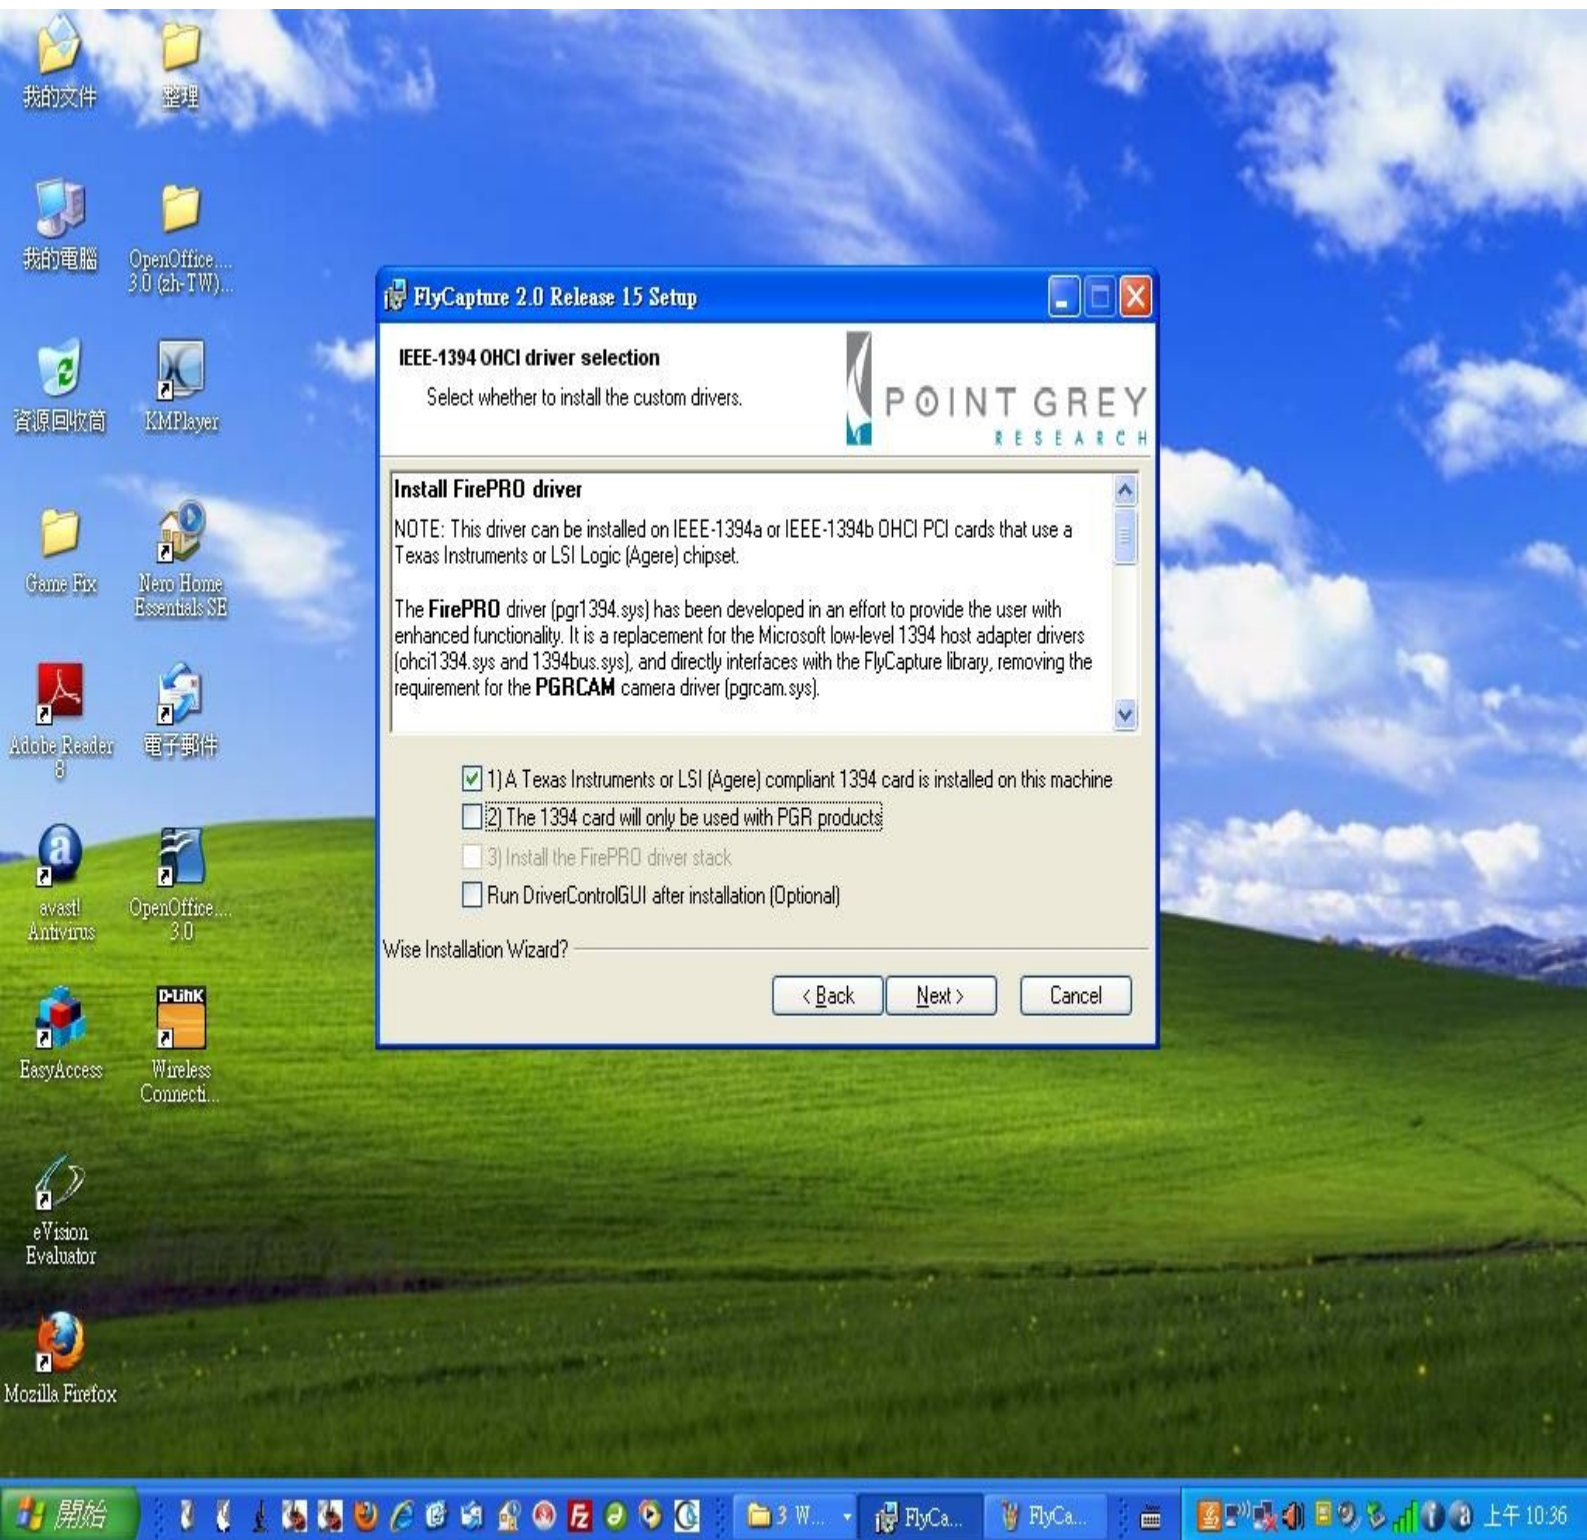 我的文件
整理
我的電腦
OpenOffice....
3.0 (zh-TW)...
資源回收筒
KMPlayer
Game Fix
Nero Home
Essentials SE
Adobe Reader
8
電子郵件
avast!
Antivirus
OpenOffice....
3.0
EasyAccess
D-Link
Wireless
Connecti...
eVision
Evaluator
Mozilla Firefox
FlyCapture 2.0 Release 15 Setup
IEEE-1394 OHCI driver selection
Select whether to install the custom drivers.
POINT GREY
RESEARCH
Install FirePRO driver
NOTE: This driver can be installed on IEEE-1394a or IEEE-1394b OHCI PCI cards that use a
Texas Instruments or LSI Logic (Agere) chipset.
The FirePRO driver (pgr1394.sys) has been developed in an effort to provide the user with
enhanced functionality. It is a replacement for the Microsoft low-level 1394 host adapter drivers
(ohci1394.sys and 1394bus.sys), and directly interfaces with the FlyCapture library, removing the
requirement for the PGRCAM camera driver (pgrcam.sys).
1) A Texas Instruments or LSI (Agere) compliant 1394 card is installed on this machine
2) The 1394 card will only be used with PGR products
3) Install the FirePRO driver stack
Run DriverControlGUI after installation (Optional)
Wise Installation Wizard?
< Back
Next >
Cancel
開始
3 W...
FlyCa...
FlyCa...
上午 10:36